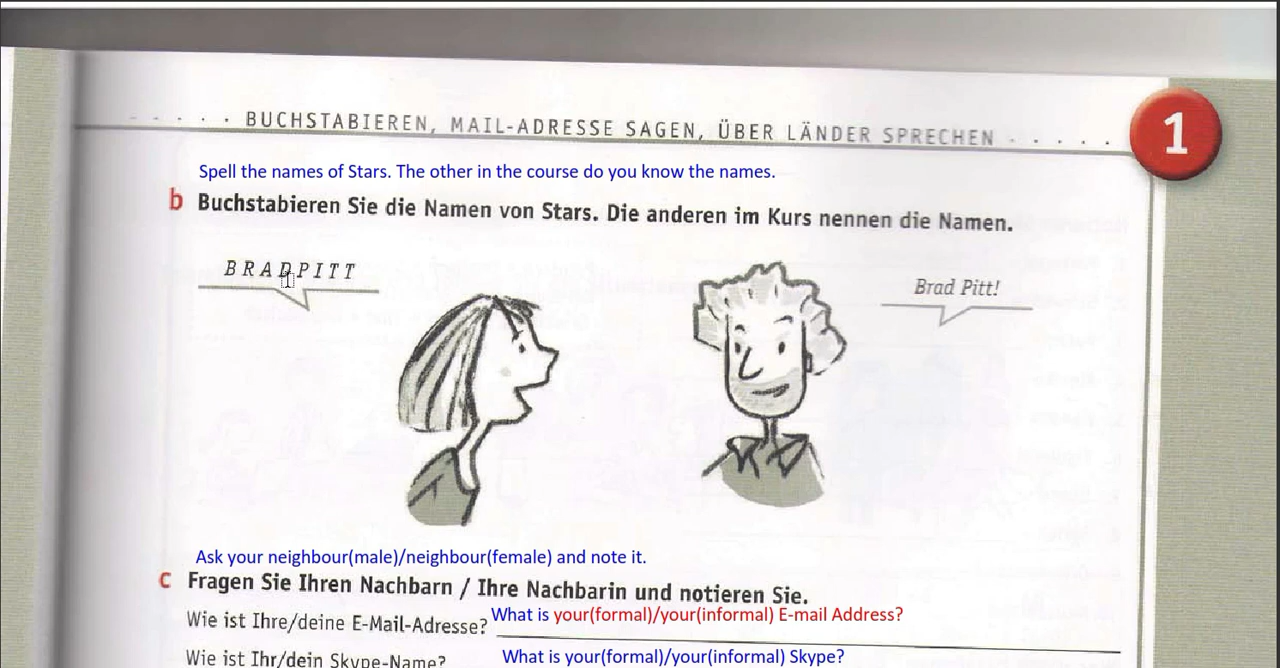 BUCHSTABIEREN, MAIL-ADRESSE SAGEN, ÜBER LÄNDER SPRECHEN
1
Spell the names of Stars. The other in the course do you know the names.
b Buchstabieren Sie die Namen von Stars. Die anderen im Kurs nennen die Namen.
B R A D P I T T
Brad Pitt!
Ask your neighbour(male)/neighbour(female) and note it.
c Fragen Sie Ihren Nachbarn / Ihre Nachbarin und notieren Sie.
Wie ist Ihre/deine E-Mail-Adresse? What is your(formal)/your(informal) E-mail Address?
Wie ist Ihr/dein Skype-Name? What is your(formal)/your(informal) Skype?